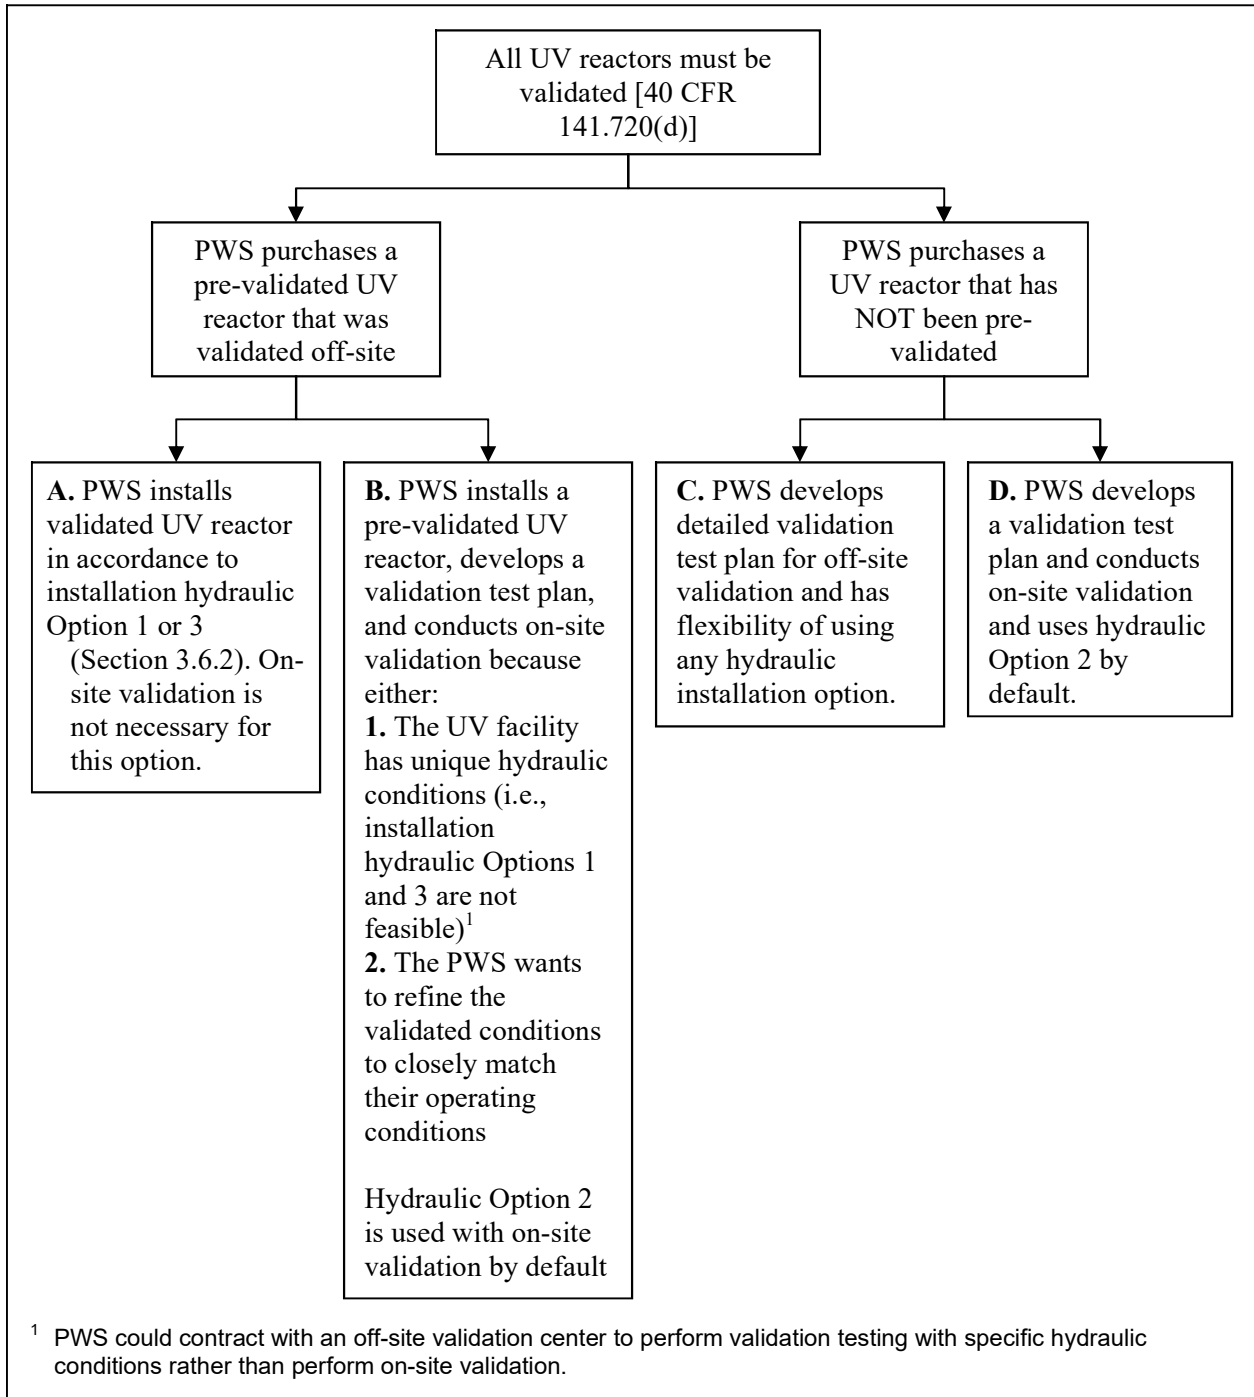 All UV reactors must be
validated [40 CFR
141.720(d)]
PWS purchases a
pre-validated UV
reactor that was
validated off-site
PWS purchases a
UV reactor that has
NOT been pre-
validated
A. PWS installs
validated UV reactor
in accordance to
installation hydraulic
Option 1 or 3
(Section 3.6.2). On-
site validation is
not necessary for
this option.
B. PWS installs a
pre-validated UV
reactor, develops a
validation test plan,
and conducts on-site
validation because
either:
1. The UV facility
has unique hydraulic
conditions (i.e.,
installation
hydraulic Options 1
and 3 are not
feasible)1
2. The PWS wants
to refine the
validated conditions
to closely match
their operating
conditions
Hydraulic Option 2
is used with on-site
validation by default
C. PWS develops
detailed validation
test plan for off-site
validation and has
flexibility of using
any hydraulic
installation option.
D. PWS develops
a validation test
plan and conducts
on-site validation
and uses hydraulic
Option 2 by
default.
1 PWS could contract with an off-site validation center to perform validation testing with specific hydraulic
conditions rather than perform on-site validation.